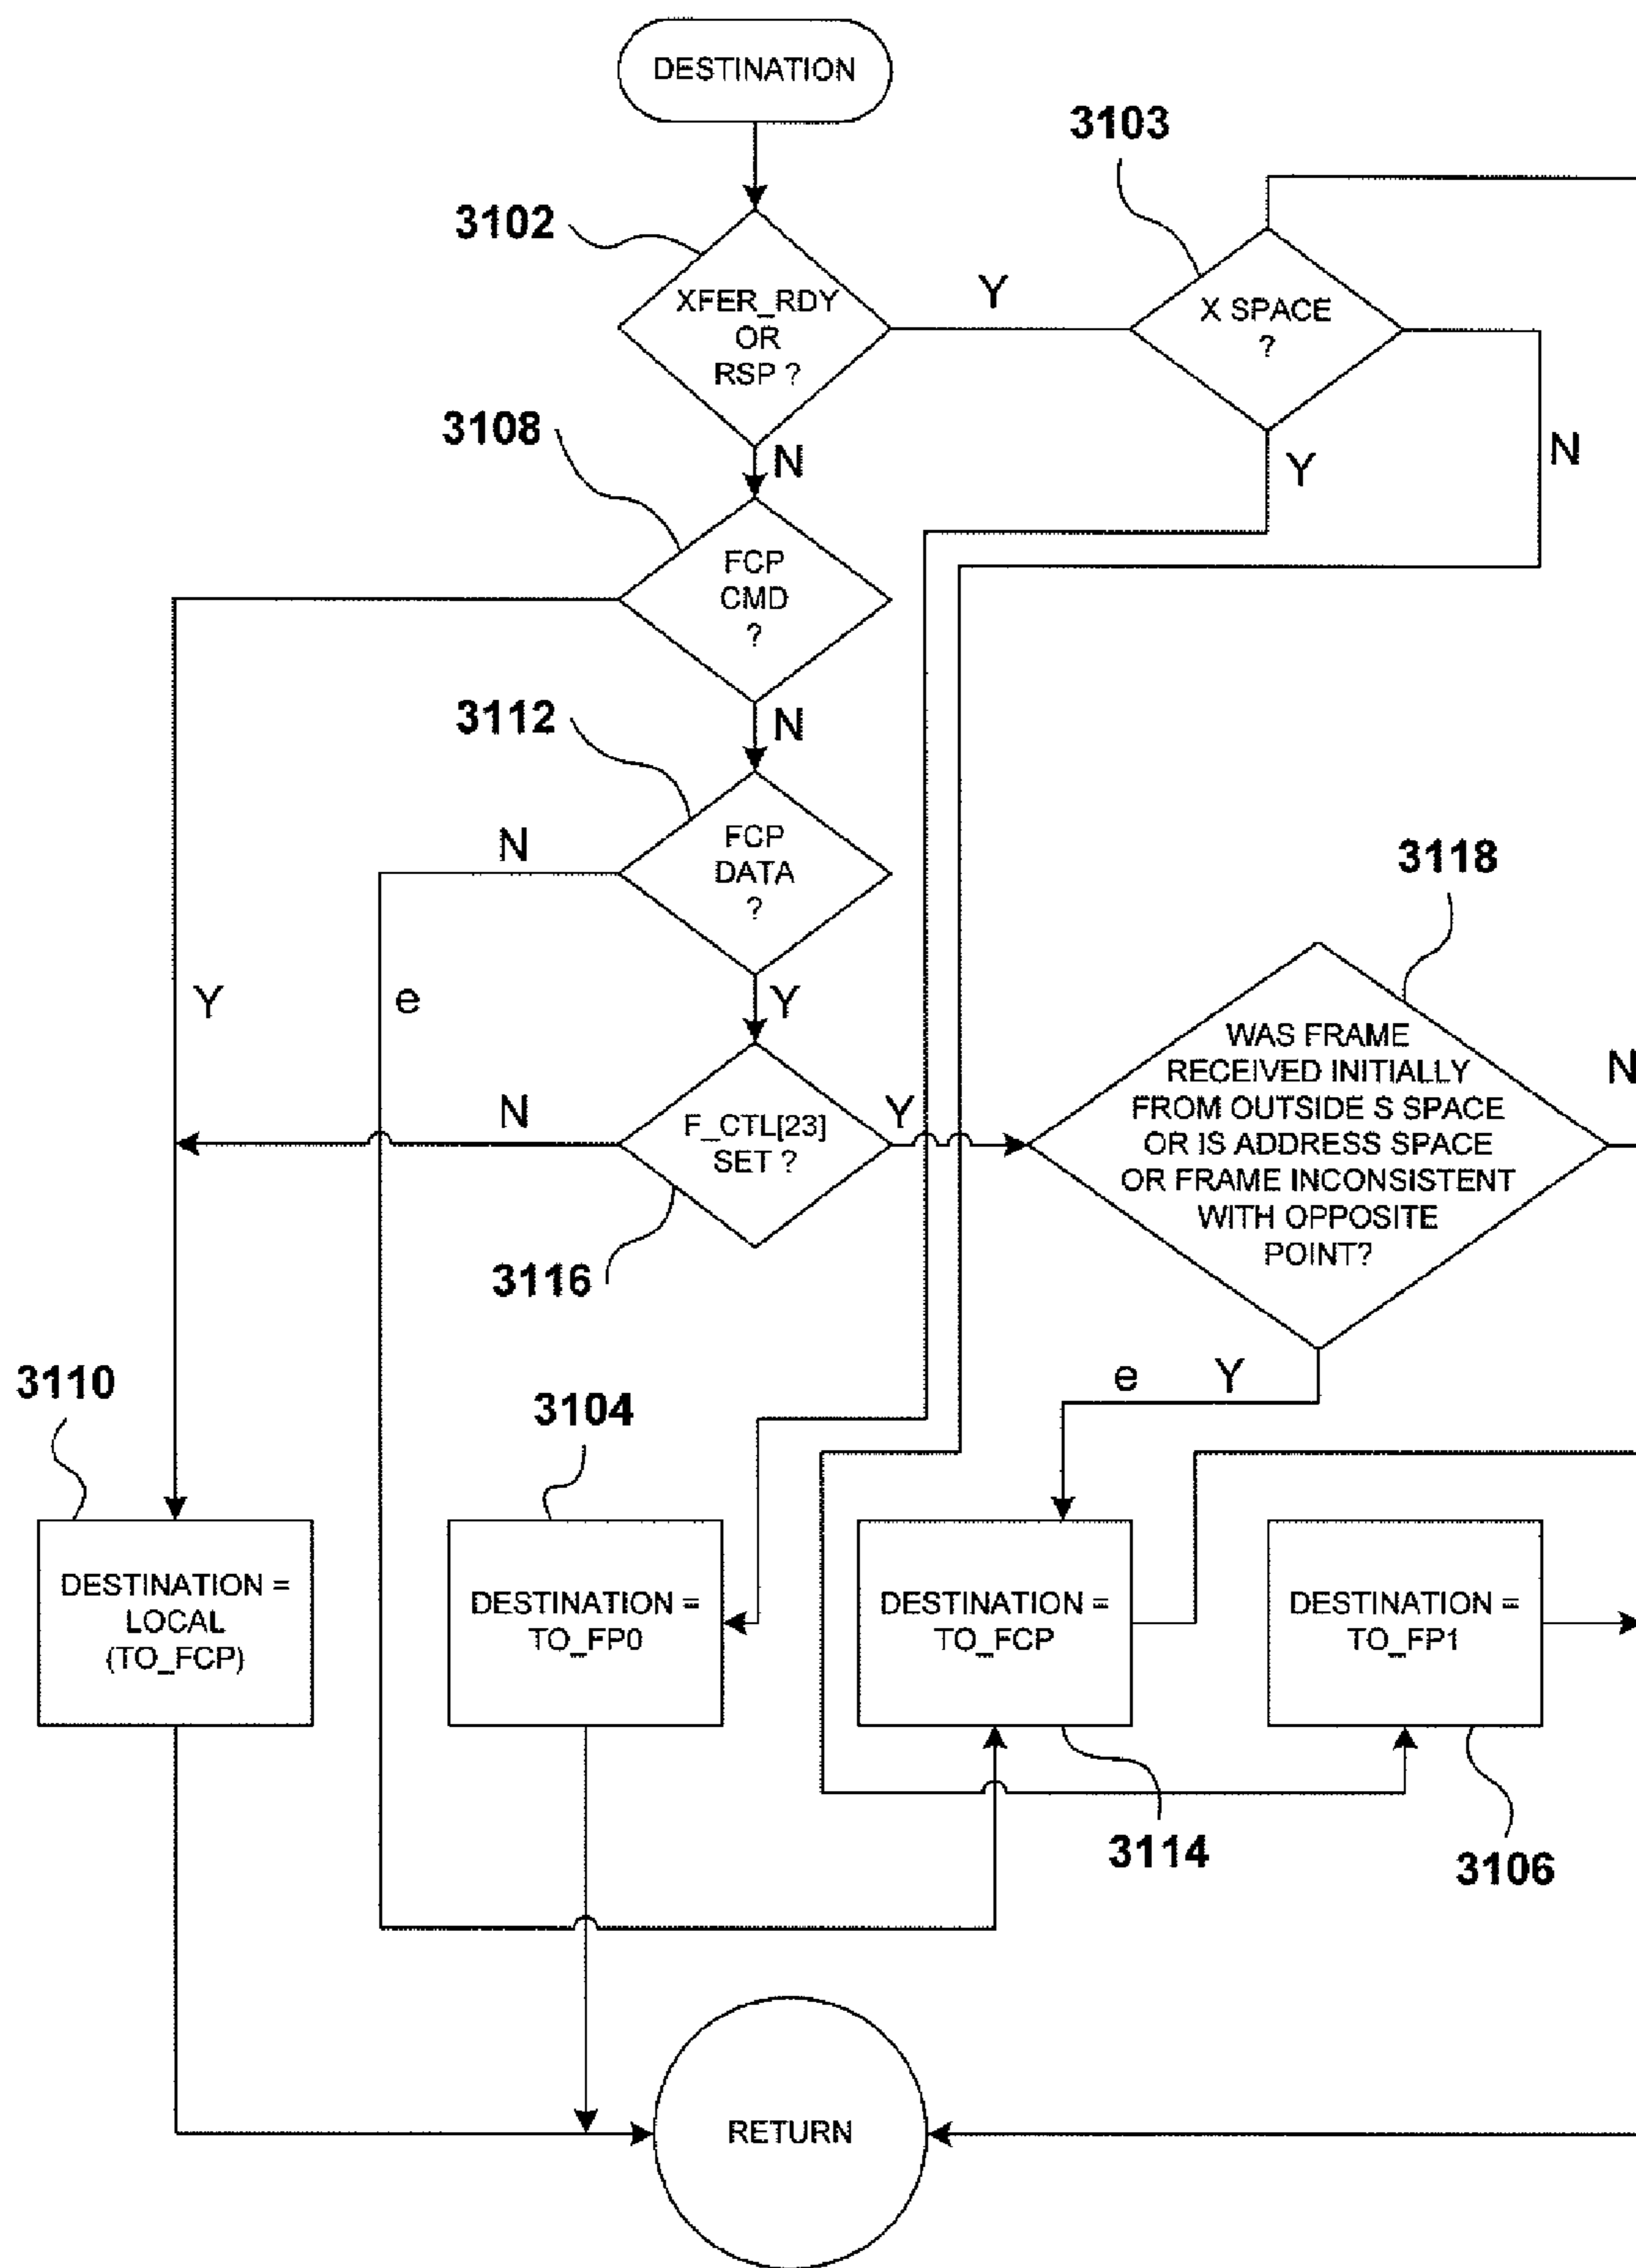 DESTINATION
3103
3102
XFER_RDY
OR
RSP ?
Y
X SPACE
?
3108
N
Y
N
FCP
CMD
?
3112
N
N
FCP
DATA
?
3118
Y
e
Y
WAS FRAME
RECEIVED INITIALLY
FROM OUTSIDE S SPACE
OR IS ADDRESS SPACE
OR FRAME INCONSISTENT
WITH OPPOSITE
POINT?
N
N
F_CTL[23]
SET ?
Y
3116
3110
3104
e Y
DESTINATION =
LOCAL
(TO_FCP)
DESTINATION =
TO_FP0
DESTINATION =
TO_FCP
DESTINATION =
TO_FP1
3114
3106
RETURN